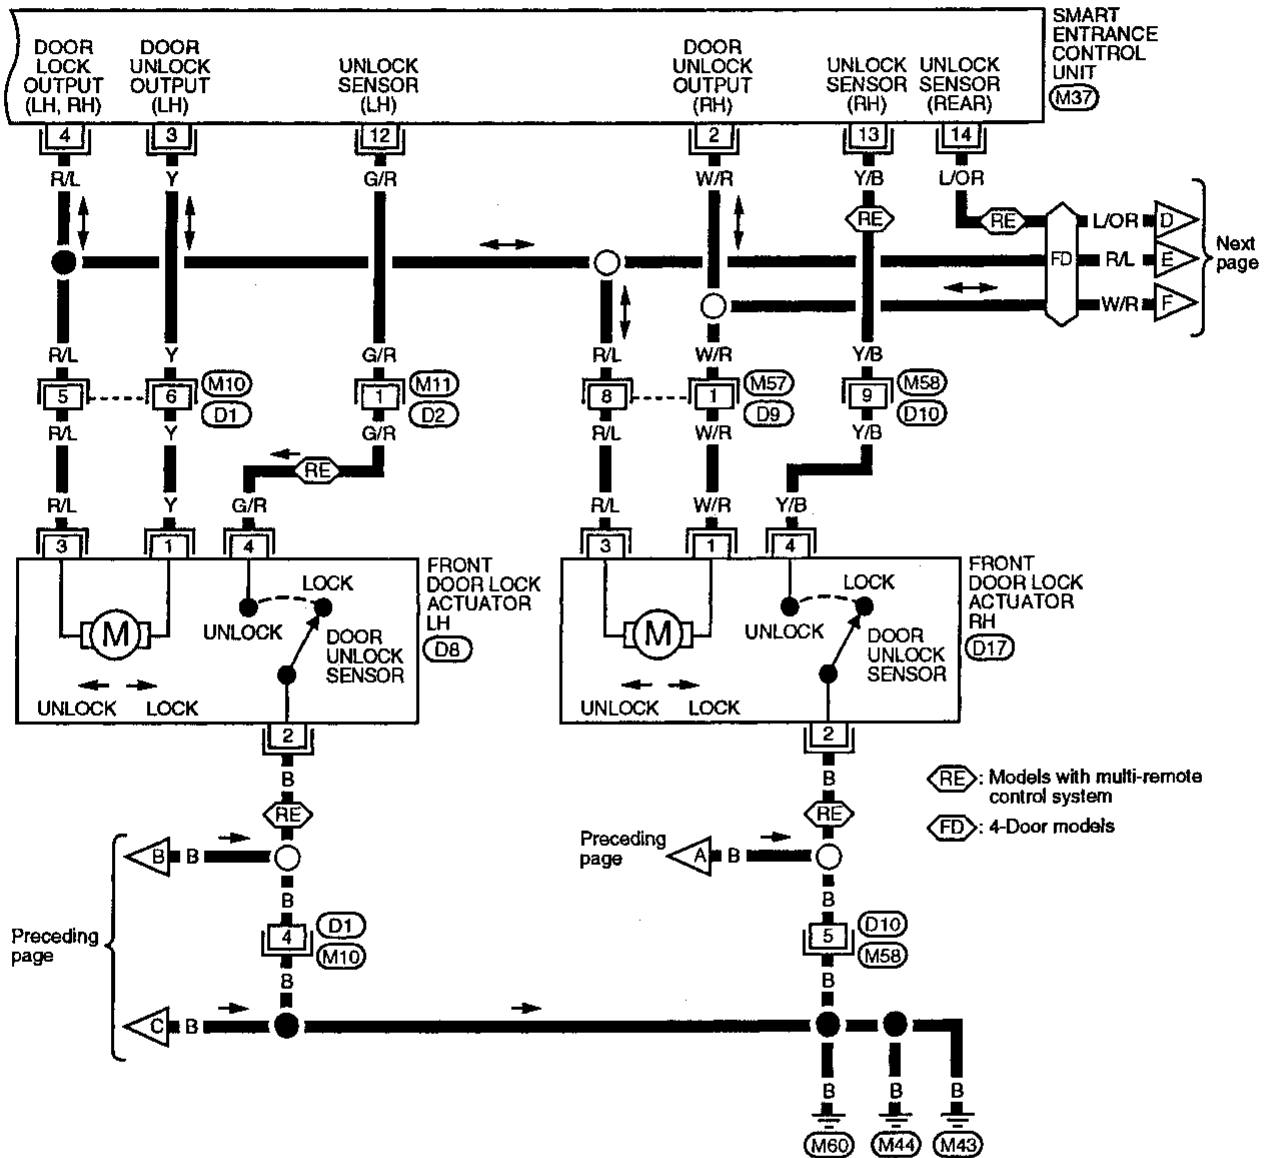 SMART
ENTRANCE
CONTROL
UNIT
M37
DOOR
LOCK
OUTPUT
(LH, RH)
DOOR
UNLOCK
OUTPUT
(LH)
UNLOCK
SENSOR
(LH)
DOOR
UNLOCK
OUTPUT
(RH)
UNLOCK
SENSOR
(RH)
UNLOCK
SENSOR
(REAR)
4 3 12 2 13 14
R/L Y G/R W/R Y/B L/OR
RE RE L/OR D
FD R/L E
W/R F
Next
page
R/L Y G/R R/L W/R Y/B
5 6 M10 1 M11 8 1 M57 9 M58
D1 D2 D9 D10
R/L Y G/R R/L W/R Y/B
RE
R/L Y G/R R/L W/R Y/B
3 1 4 3 1 4
FRONT
DOOR LOCK
ACTUATOR
LH
D8
LOCK
UNLOCK
M
DOOR
UNLOCK
SENSOR
UNLOCK LOCK
FRONT
DOOR LOCK
ACTUATOR
RH
D17
LOCK
UNLOCK
M
DOOR
UNLOCK
SENSOR
UNLOCK LOCK
2 2
B B
RE RE
RE : Models with multi-remote
control system
FD : 4-Door models
B B
Preceding
page
A B
B B
4 D1 5 D10
M10 M58
Preceding
page
B B
C B
B B B
M60 M44 M43